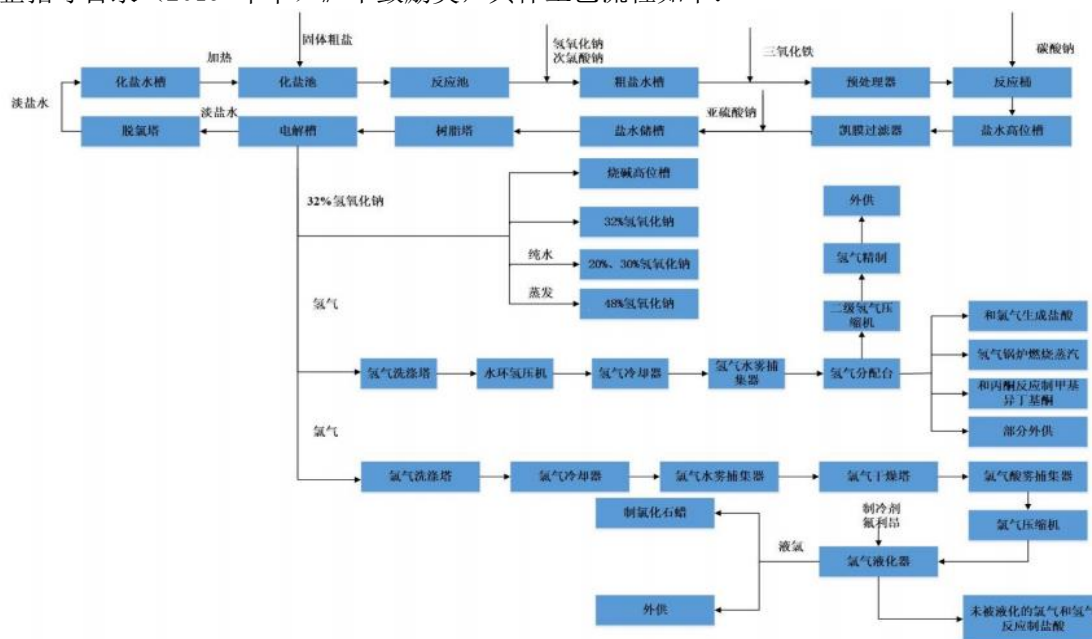 固体粗盐
氢氧化钠
次氯酸钠
三氯化铁
碳酸钠
加热
化盐水槽
化盐池
反应池
粗盐水槽
预处理器
反应桶
淡盐水
淡盐水
亚硫酸钠
脱氯塔
电解槽
树脂塔
盐水储槽
凯膜过滤器
盐水高位槽
32%氢氧化钠
烧碱高位槽
32%氢氧化钠
纯水
20%、30%氢氧化钠
蒸发
48%氢氧化钠
外供
氢气精制
二级氢气压
缩机
氢气
氢气洗涤塔
水环氢压机
氢气冷却器
氢气水雾捕
集器
氢气分配台
和氯气生成盐酸
氢气锅炉燃烧蒸汽
和丙酮反应制甲基
异丁基酮
部分外供
氯气
氯气洗涤塔
氯气冷却器
氯气水雾捕集器
氯气干燥塔
氯气酸雾捕集器
制氯化石蜡
制冷剂
氟利昂
氯气压缩机
液氯
氯气液化器
外供
未被液化的氯气和氢气
反应制盐酸